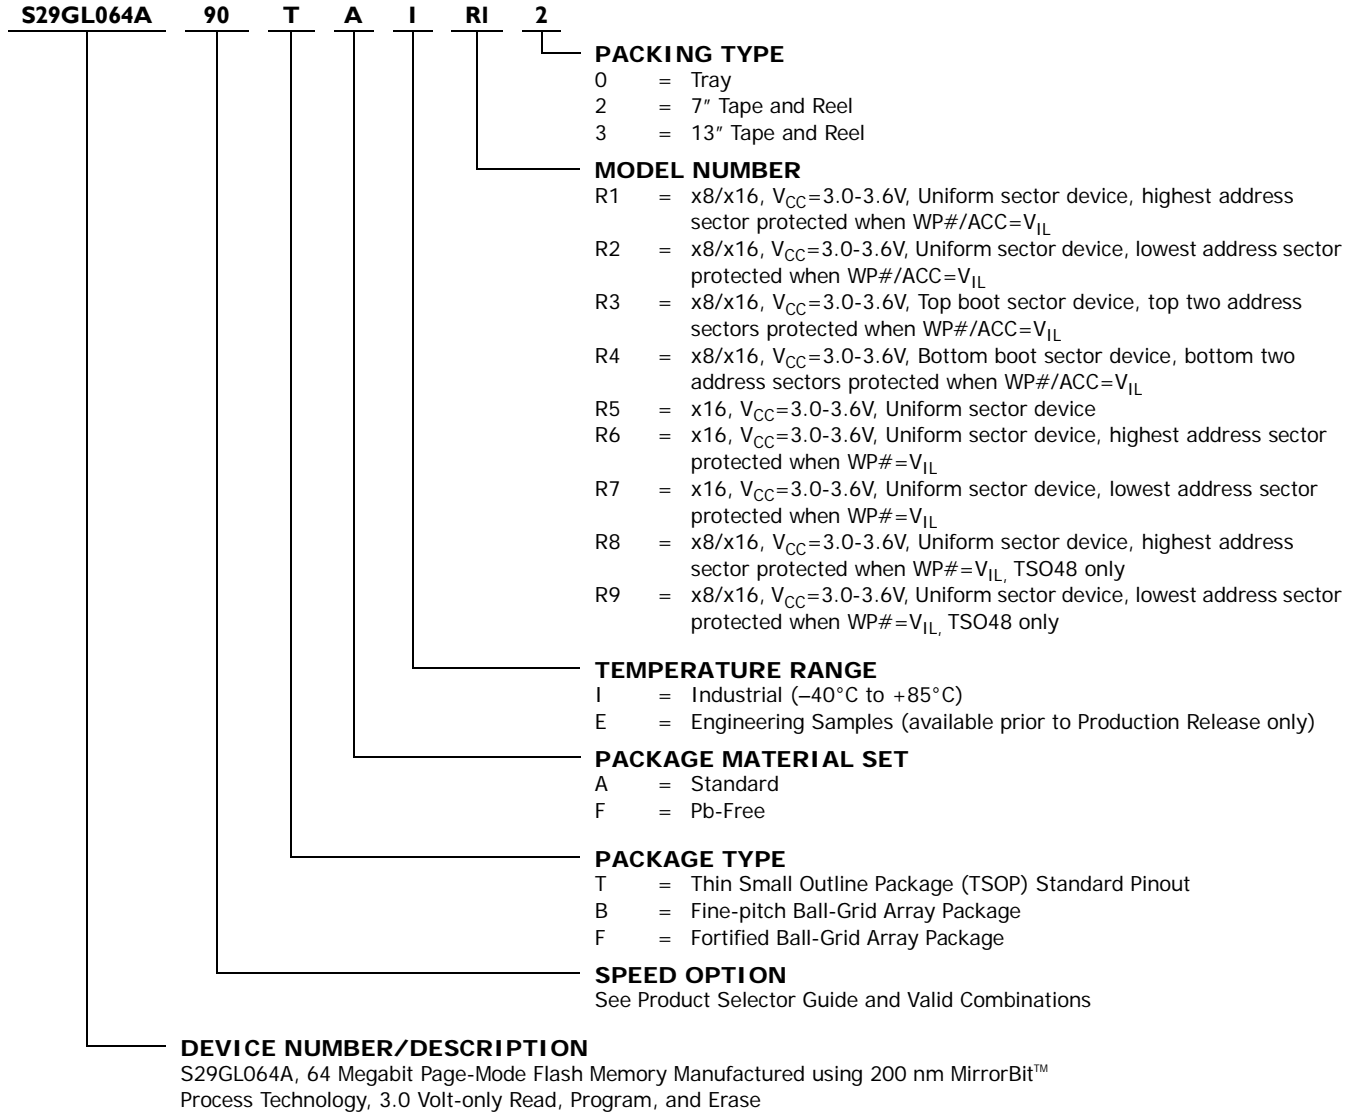 S29GL064A 90 T A I R1 2
PACKING TYPE
0 = Tray
2 = 7″ Tape and Reel
3 = 13″ Tape and Reel
MODEL NUMBER
R1 = x8/x16, VCC=3.0-3.6V, Uniform sector device, highest address
sector protected when WP#/ACC=VIL
R2 = x8/x16, VCC=3.0-3.6V, Uniform sector device, lowest address sector
protected when WP#/ACC=VIL
R3 = x8/x16, VCC=3.0-3.6V, Top boot sector device, top two address
sectors protected when WP#/ACC=VIL
R4 = x8/x16, VCC=3.0-3.6V, Bottom boot sector device, bottom two
address sectors protected when WP#/ACC=VIL
R5 = x16, VCC=3.0-3.6V, Uniform sector device
R6 = x16, VCC=3.0-3.6V, Uniform sector device, highest address sector
protected when WP#=VIL
R7 = x16, VCC=3.0-3.6V, Uniform sector device, lowest address sector
protected when WP#=VIL
R8 = x8/x16, VCC=3.0-3.6V, Uniform sector device, highest address
sector protected when WP#=VIL, TSO48 only
R9 = x8/x16, VCC=3.0-3.6V, Uniform sector device, lowest address sector
protected when WP#=VIL, TSO48 only
TEMPERATURE RANGE
I = Industrial (–40°C to +85°C)
E = Engineering Samples (available prior to Production Release only)
PACKAGE MATERIAL SET
A = Standard
F = Pb-Free
PACKAGE TYPE
T = Thin Small Outline Package (TSOP) Standard Pinout
B = Fine-pitch Ball-Grid Array Package
F = Fortified Ball-Grid Array Package
SPEED OPTION
See Product Selector Guide and Valid Combinations
DEVICE NUMBER/DESCRIPTION
S29GL064A, 64 Megabit Page-Mode Flash Memory Manufactured using 200 nm MirrorBit™
Process Technology, 3.0 Volt-only Read, Program, and Erase